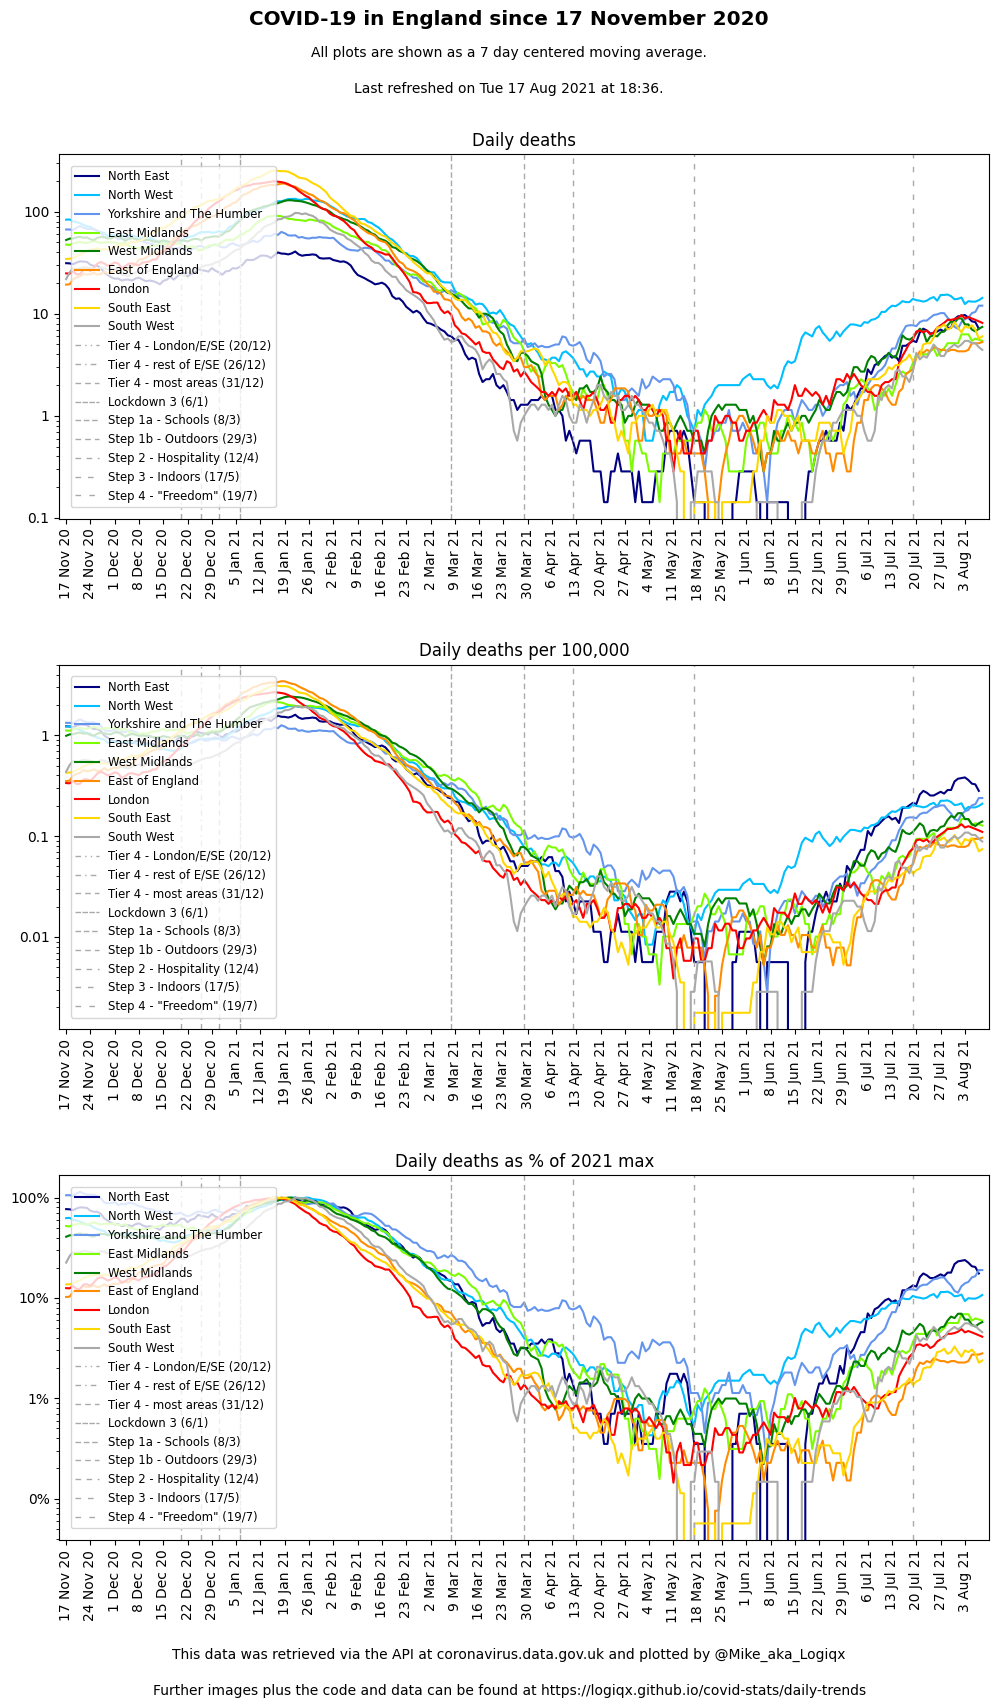 COVID-19 in England since 17 November 2020
All plots are shown as a 7 day centered moving average.
Last refreshed on Tue 17 Aug 2021 at 18:36.
Daily deaths
100
10
1
0.1
North East
North West
Yorkshire and The Humber
East Midlands
West Midlands
East of England
London
South East
South West
Tier 4 - London/E/SE (20/12)
Tier 4 - rest of E/SE (26/12)
Tier 4 - most areas (31/12)
Lockdown 3 (6/1)
Step 1a - Schools (8/3)
Step 1b - Outdoors (29/3)
Step 2 - Hospitality (12/4)
Step 3 - Indoors (17/5)
Step 4 - "Freedom" (19/7)
17 Nov 20
24 Nov 20
1 Dec 20
8 Dec 20
15 Dec 20
22 Dec 20
29 Dec 20
5 Jan 21
12 Jan 21
19 Jan 21
26 Jan 21
2 Feb 21
9 Feb 21
16 Feb 21
23 Feb 21
2 Mar 21
9 Mar 21
16 Mar 21
23 Mar 21
30 Mar 21
6 Apr 21
13 Apr 21
20 Apr 21
27 Apr 21
4 May 21
11 May 21
18 May 21
25 May 21
1 Jun 21
8 Jun 21
15 Jun 21
22 Jun 21
29 Jun 21
6 Jul 21
13 Jul 21
20 Jul 21
27 Jul 21
3 Aug 21
Daily deaths per 100,000
1
0.1
0.01
North East
North West
Yorkshire and The Humber
East Midlands
West Midlands
East of England
London
South East
South West
Tier 4 - London/E/SE (20/12)
Tier 4 - rest of E/SE (26/12)
Tier 4 - most areas (31/12)
Lockdown 3 (6/1)
Step 1a - Schools (8/3)
Step 1b - Outdoors (29/3)
Step 2 - Hospitality (12/4)
Step 3 - Indoors (17/5)
Step 4 - "Freedom" (19/7)
17 Nov 20
24 Nov 20
1 Dec 20
8 Dec 20
15 Dec 20
22 Dec 20
29 Dec 20
5 Jan 21
12 Jan 21
19 Jan 21
26 Jan 21
2 Feb 21
9 Feb 21
16 Feb 21
23 Feb 21
2 Mar 21
9 Mar 21
16 Mar 21
23 Mar 21
30 Mar 21
6 Apr 21
13 Apr 21
20 Apr 21
27 Apr 21
4 May 21
11 May 21
18 May 21
25 May 21
1 Jun 21
8 Jun 21
15 Jun 21
22 Jun 21
29 Jun 21
6 Jul 21
13 Jul 21
20 Jul 21
27 Jul 21
3 Aug 21
Daily deaths as % of 2021 max
100%
10%
1%
0%
North East
North West
Yorkshire and The Humber
East Midlands
West Midlands
East of England
London
South East
South West
Tier 4 - London/E/SE (20/12)
Tier 4 - rest of E/SE (26/12)
Tier 4 - most areas (31/12)
Lockdown 3 (6/1)
Step 1a - Schools (8/3)
Step 1b - Outdoors (29/3)
Step 2 - Hospitality (12/4)
Step 3 - Indoors (17/5)
Step 4 - "Freedom" (19/7)
17 Nov 20
24 Nov 20
1 Dec 20
8 Dec 20
15 Dec 20
22 Dec 20
29 Dec 20
5 Jan 21
12 Jan 21
19 Jan 21
26 Jan 21
2 Feb 21
9 Feb 21
16 Feb 21
23 Feb 21
2 Mar 21
9 Mar 21
16 Mar 21
23 Mar 21
30 Mar 21
6 Apr 21
13 Apr 21
20 Apr 21
27 Apr 21
4 May 21
11 May 21
18 May 21
25 May 21
1 Jun 21
8 Jun 21
15 Jun 21
22 Jun 21
29 Jun 21
6 Jul 21
13 Jul 21
20 Jul 21
27 Jul 21
3 Aug 21
This data was retrieved via the API at coronavirus.data.gov.uk and plotted by @Mike_aka_Logiqx
Further images plus the code and data can be found at https://logiqx.github.io/covid-stats/daily-trends